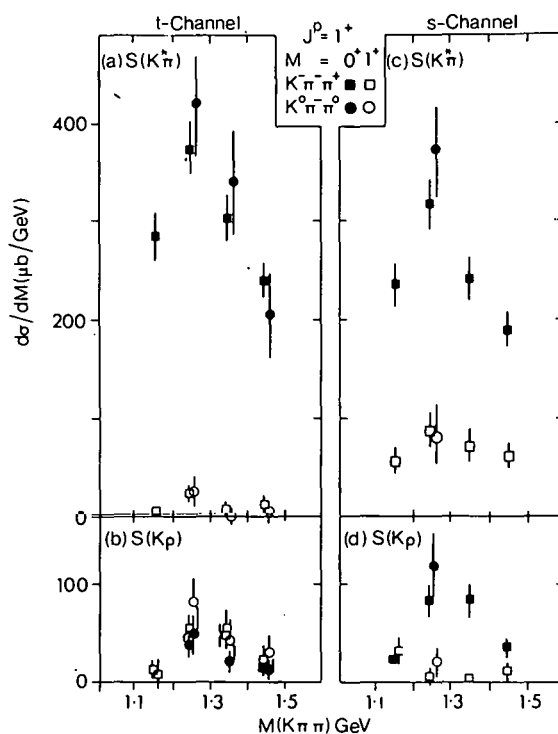 t-Channel
s-Channel
J^P = 1^+
M = 0^+ 1^+
K^-π^-π^+ ■ □
K^0π^-π^0 ● ○
(a) S(K*π)
(c) S(K*π)
400
200
0
dσ/dM(μb/GeV)
(b) S(Kρ)
(d) S(Kρ)
100
0
1·1 1·3 1·5 1·1 1·3 1·5
M(Kππ) GeV